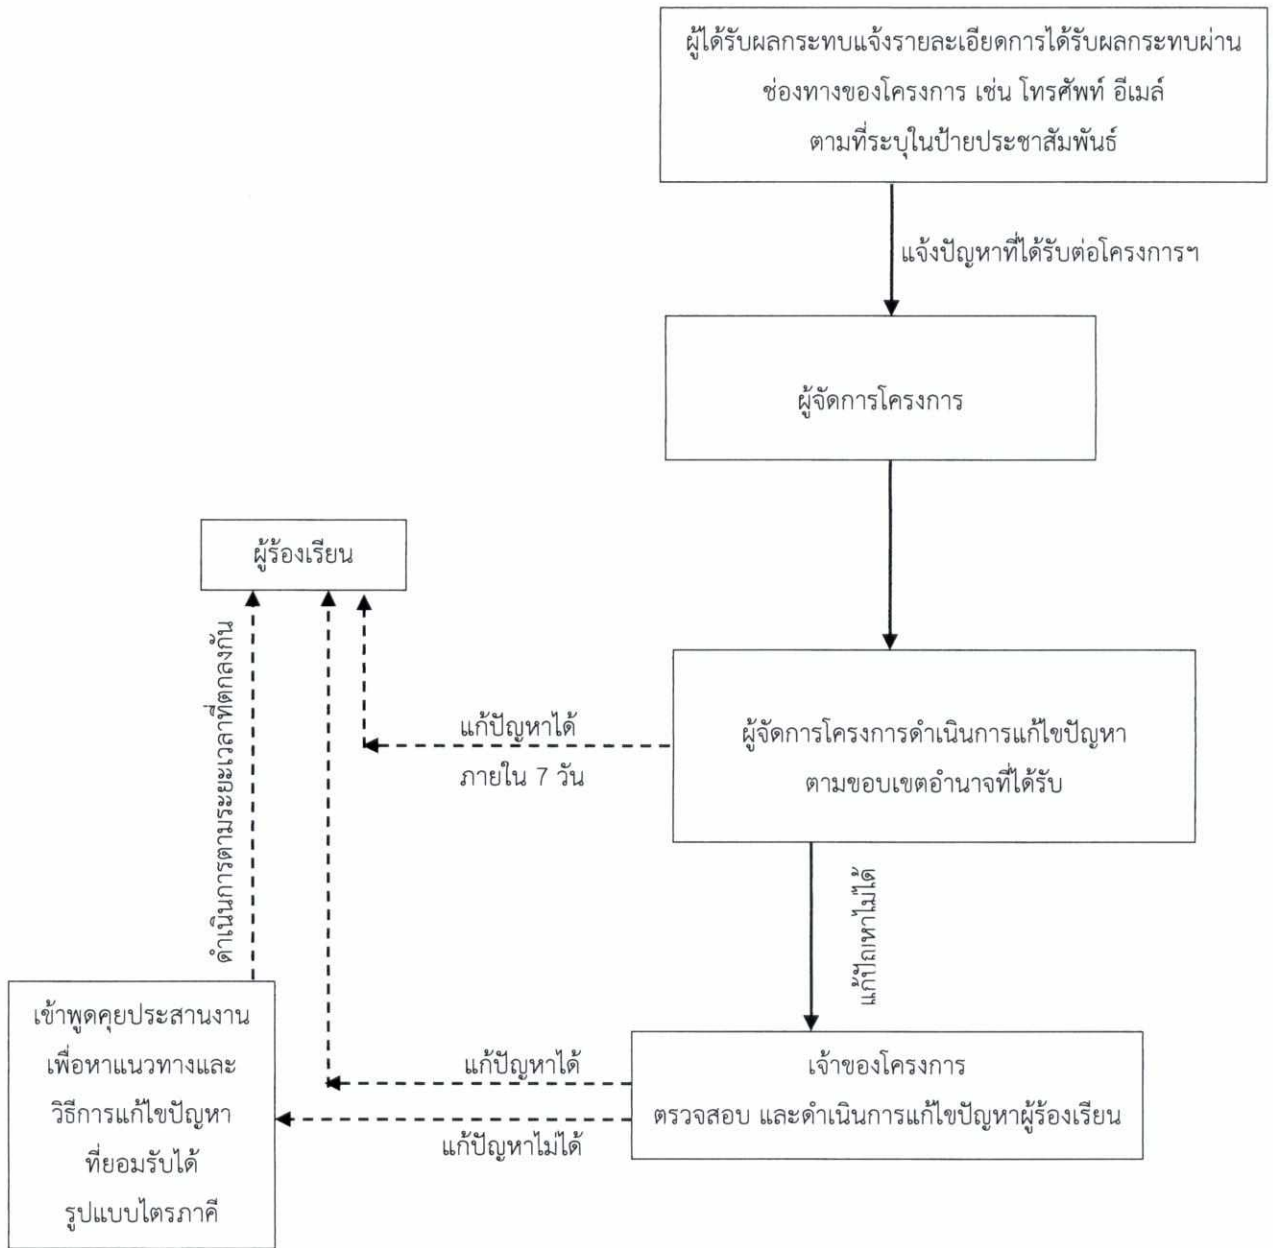 ผู้ได้รับผลกระทบแจ้งรายละเอียดการได้รับผลกระทบผ่าน
ช่องทางของโครงการ เช่น โทรศัพท์ อีเมล์
ตามที่ระบุในป้ายประชาสัมพันธ์
แจ้งปัญหาที่ได้รับต่อโครงการฯ
ผู้จัดการโครงการ
ผู้ร้องเรียน
ดำเนินการตามระยะเวลาที่ตกลงกัน
แก้ปัญหาได้
ภายใน 7 วัน
ผู้จัดการโครงการดำเนินการแก้ไขปัญหา
ตามขอบเขตอำนาจที่ได้รับ
แก้ปัญหาไม่ได้
เข้าพูดคุยประสานงาน
เพื่อหาแนวทางและ
วิธีการแก้ไขปัญหา
ที่ยอมรับได้
รูปแบบไตรภาคี
แก้ปัญหาได้
แก้ปัญหาไม่ได้
เจ้าของโครงการ
ตรวจสอบ และดำเนินการแก้ไขปัญหาผู้ร้องเรียน